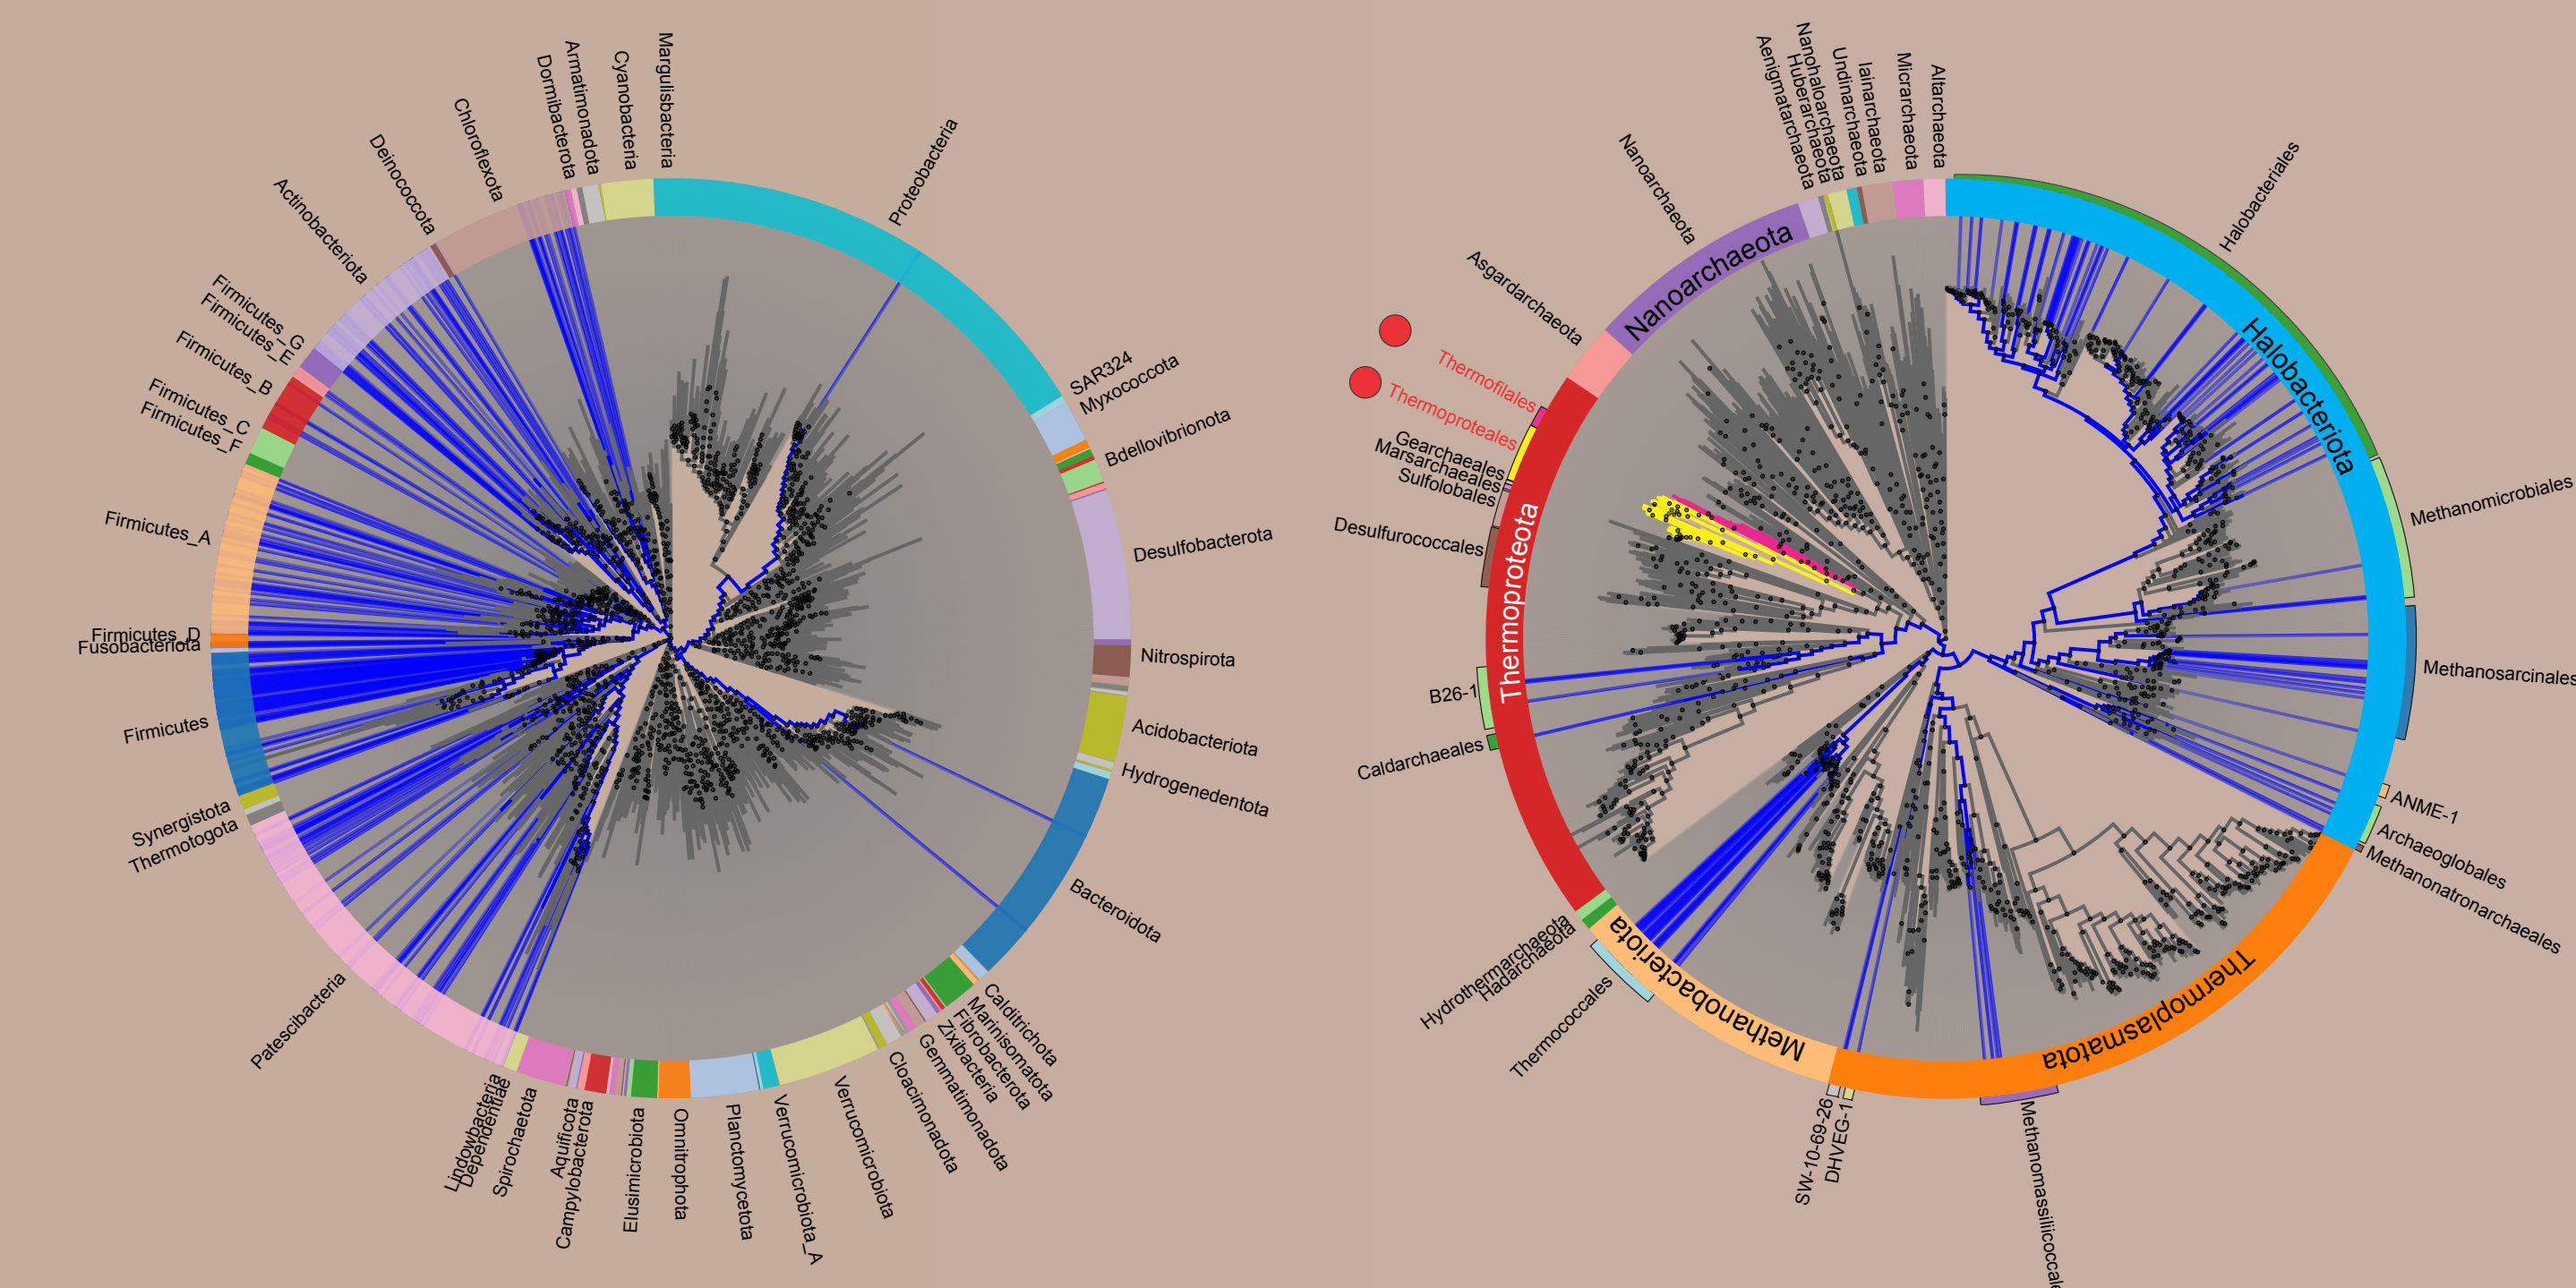 Margulisbacteria
Proteobacteria
SAR324
Myxococcota
Bdellovibrionota
Desulfobacterota
Nitrospirota
Acidobacteriota
Hydrogenedentota
Bacteroidota
Calditrichota
Marinisomatota
Fibrobacterota
Zixibacteria
Gemmatimonadota
Cloacimonadota
Verrucomicrobiota
Verrucomicrobiota_A
Planctomycetota
Omnitrophota
Elusimicrobiota
Campylobacterota
Aquificota
Spirochaetota
Dependentiae
Lindowbacteria
Patescibacteria
Thermotogota
Synergistota
Firmicutes
Fusobacteriota
Firmicutes_D
Firmicutes_A
Firmicutes_F
Firmicutes_C
Firmicutes_B
Firmicutes_E
Firmicutes_G
Actinobacteriota
Deinococcota
Chloroflexota
Dormibacterota
Armatimonadota
Cyanobacteria
Altarchaeota
Halobacteriales
Halobacteriota
Methanomicrobiales
Methanosarcinales
ANME-1
Archaeoglobales
Methanonatronarchaeales
Thermoplasmatota
Methanomassiliicoccal
DHVEG-1
SW-10-69-26
Methanobacteriota
Thermococcales
Hadarchaeota
Hydrothermarchaeota
Thermoproteota
Caldarchaeales
B26-1
Desulfurococcales
Sulfolobales
Marsarchaeales
Gearchaeales
Thermoproteales
Thermofilales
Asgardarchaeota
Nanoarchaeota
Nanoarchaeota
Aenigmatarchaeota
Huberarchaeota
Nanohaloarchaeota
Undinarchaeota
Iainarchaeota
Micrarchaeota